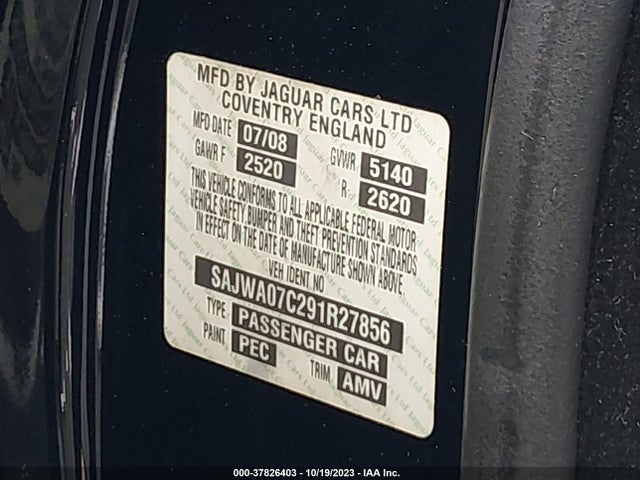 MFD BY JAGUAR CARS LTD
COVENTRY ENGLAND
MFD DATE 07/08 GVWR 5140
GAWR F 2520 R. 2620
THIS VEHICLE CONFORMS TO ALL APPLICABLE FEDERAL MOTOR
VEHICLE SAFETY BUMPER AND THEFT PREVENTION STANDARDS
IN EFFECT ON THE DATE OF MANUFACTURE SHOWN ABOVE
VEH IDENT. NO
SAJWA07C291R27856
TYPE PASSENGER CAR
PAINT PEC TRIM AMV
000-37826403 - 10/19/2023 - IAA Inc.